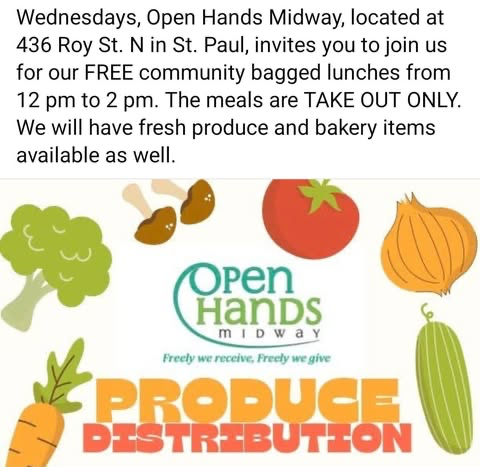 Wednesdays, Open Hands Midway, located at
436 Roy St. N in St. Paul, invites you to join us
for our FREE community bagged lunches from
12 pm to 2 pm. The meals are TAKE OUT ONLY.
We will have fresh produce and bakery items
available as well.
OPen
HanDS
mIDWaY
Freely we receive, Freely we give
PRODUCE
DISTRIBUTION